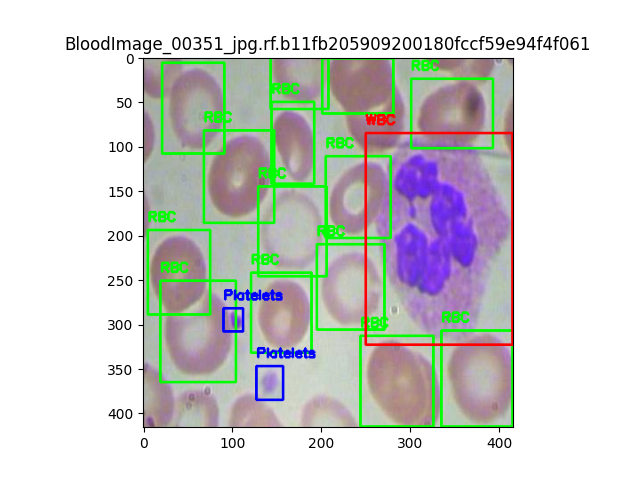 BloodImage_00351_jpg.rf.b11fb205909200180fccf59e94f4f061
0
50
100
150
200
250
300
350
400
0 100 200 300 400
RBC
RBC
RBC
WBC
RBC
RBC
RBC
RBC
RBC
RBC
RBC
Platelets
RBC
RBC
Platelets